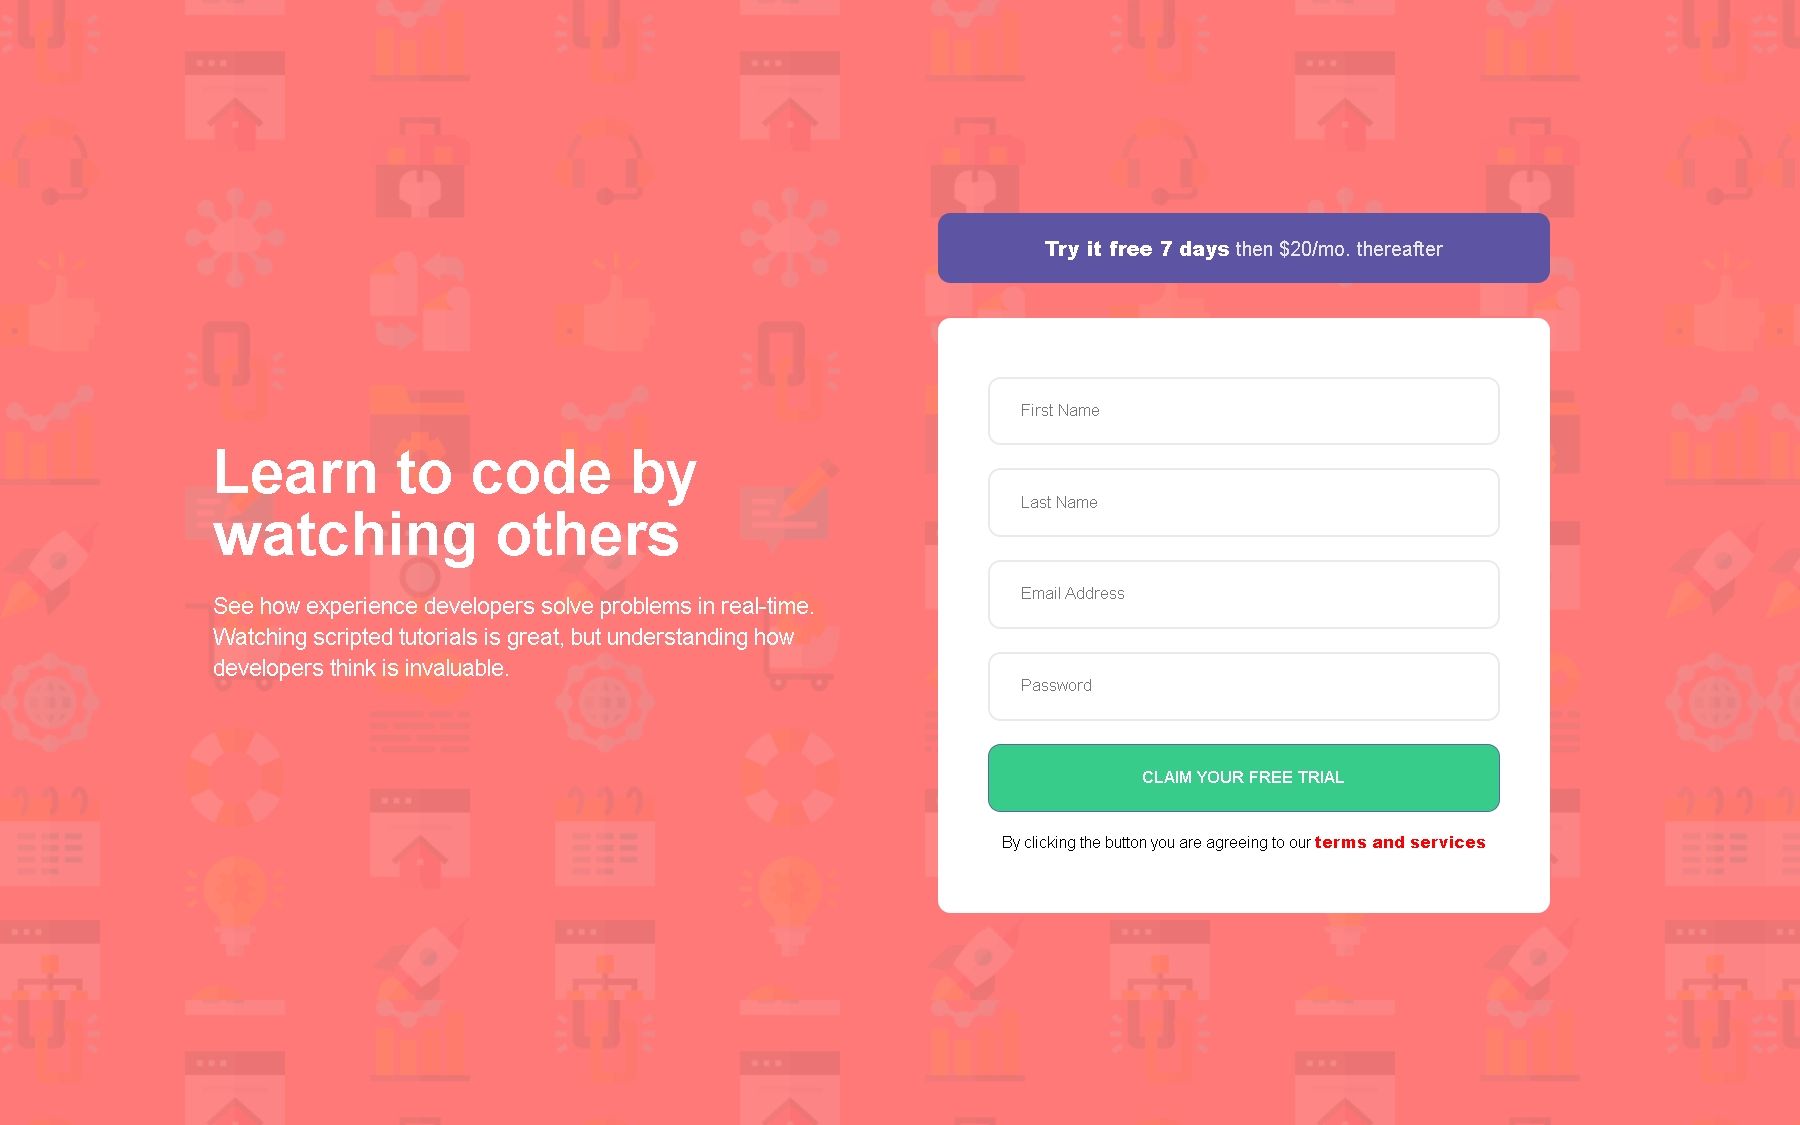 Learn to code by
watching others
See how experience developers solve problems in real-time.
Watching scripted tutorials is great, but understanding how
developers think is invaluable.
Try it free 7 days then $20/mo. thereafter
First Name
Last Name
Email Address
Password
CLAIM YOUR FREE TRIAL
By clicking the button you are agreeing to our terms and services